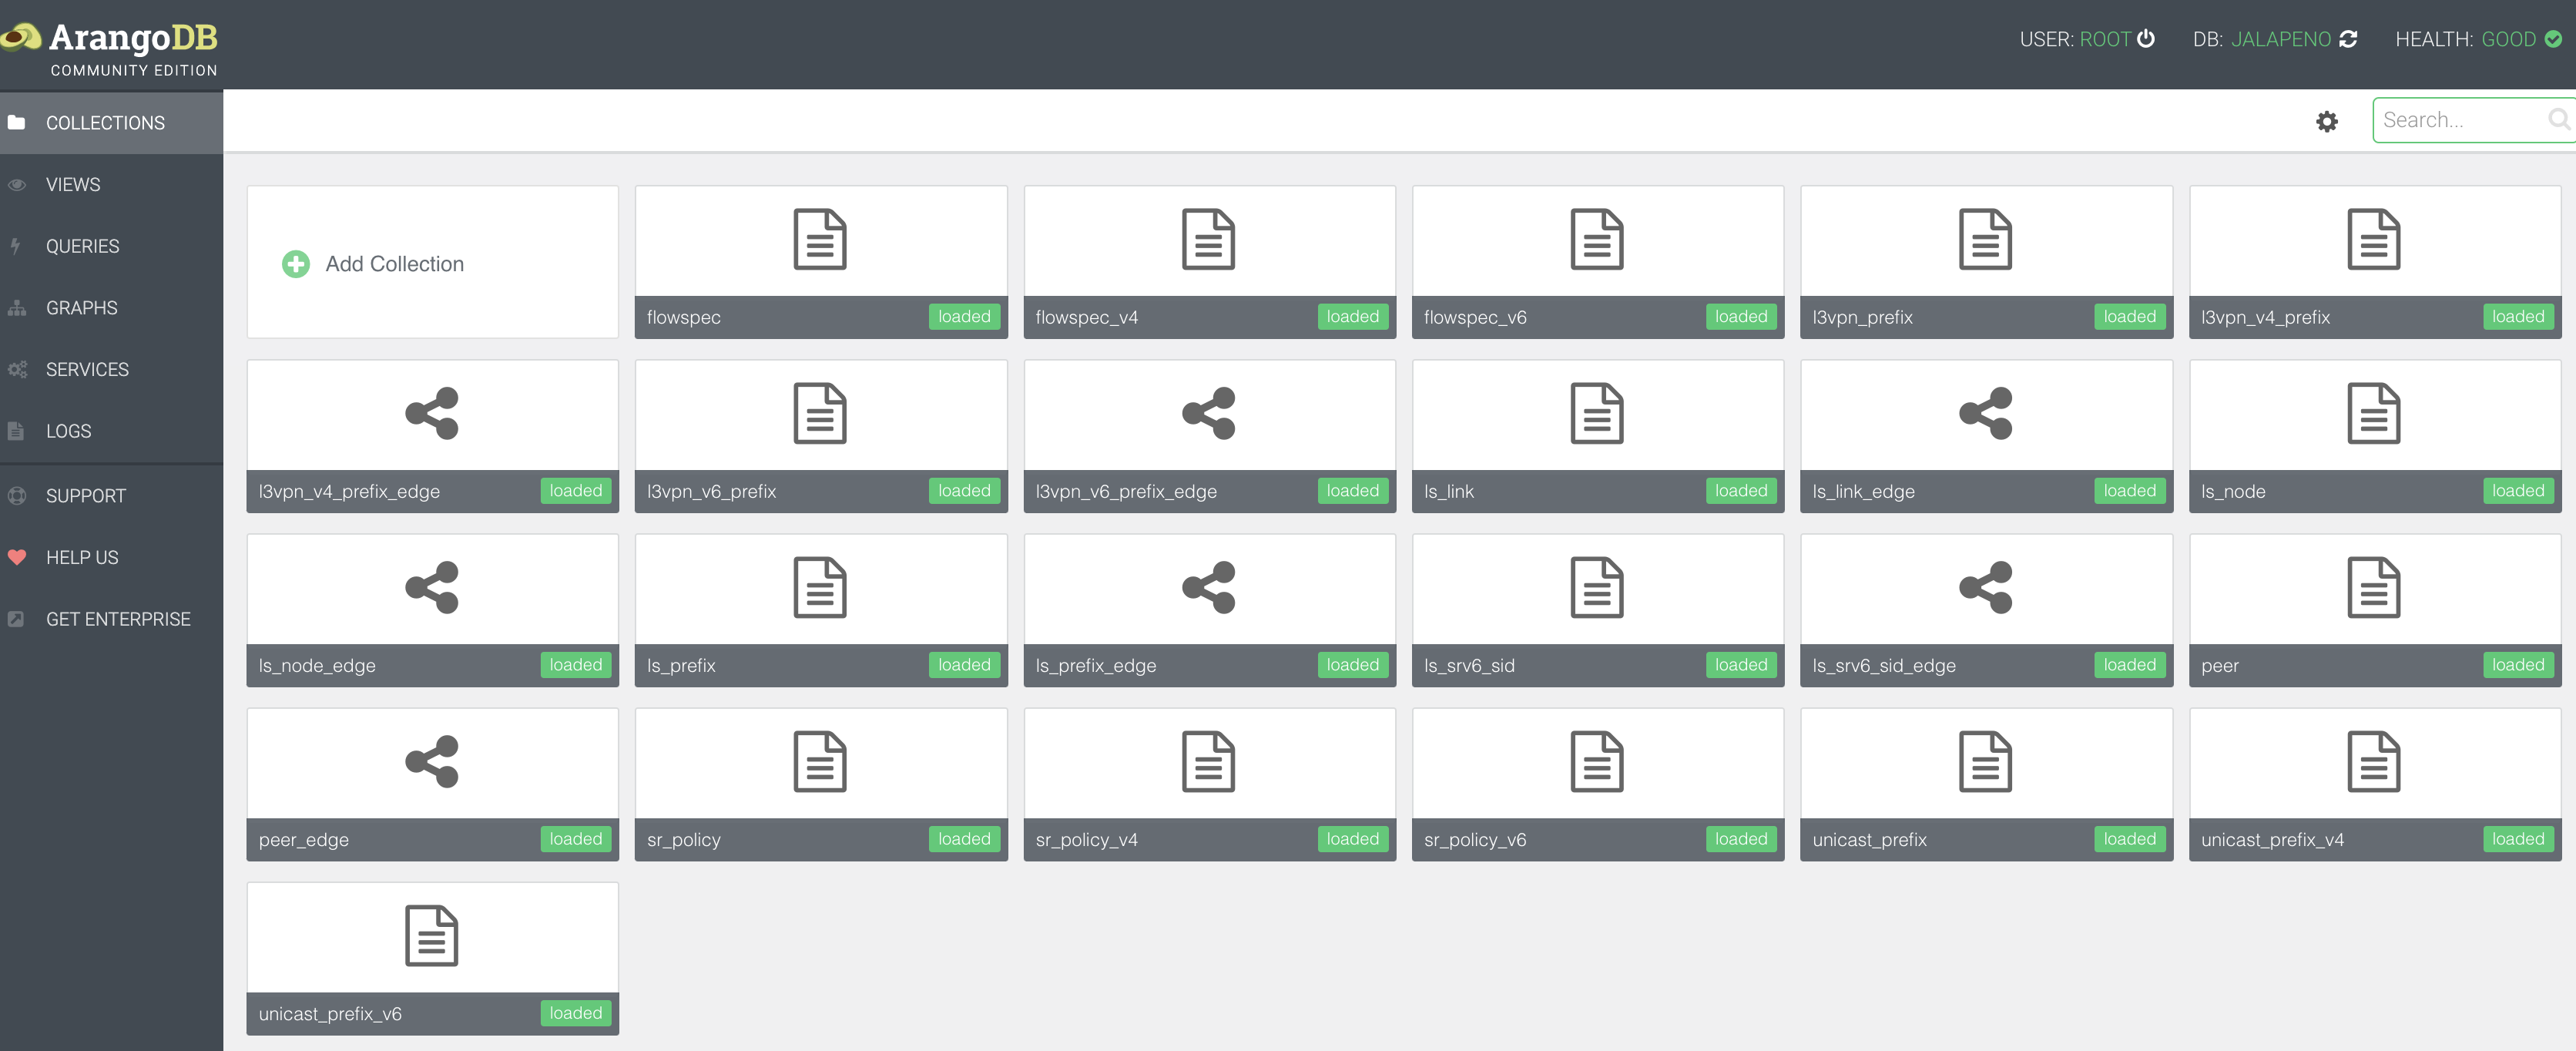 ArangoDB
COMMUNITY EDITION
USER: ROOT DB: JALAPENO HEALTH: GOOD
COLLECTIONS
VIEWS
QUERIES
GRAPHS
SERVICES
LOGS
SUPPORT
HELP US
GET ENTERPRISE
Search...
Add Collection
flowspec loaded
flowspec_v4 loaded
flowspec_v6 loaded
l3vpn_prefix loaded
l3vpn_v4_prefix loaded
l3vpn_v4_prefix_edge loaded
l3vpn_v6_prefix loaded
l3vpn_v6_prefix_edge loaded
ls_link loaded
ls_link_edge loaded
ls_node loaded
ls_node_edge loaded
ls_prefix loaded
ls_prefix_edge loaded
ls_srv6_sid loaded
ls_srv6_sid_edge loaded
peer loaded
peer_edge loaded
sr_policy loaded
sr_policy_v4 loaded
sr_policy_v6 loaded
unicast_prefix loaded
unicast_prefix_v4 loaded
unicast_prefix_v6 loaded